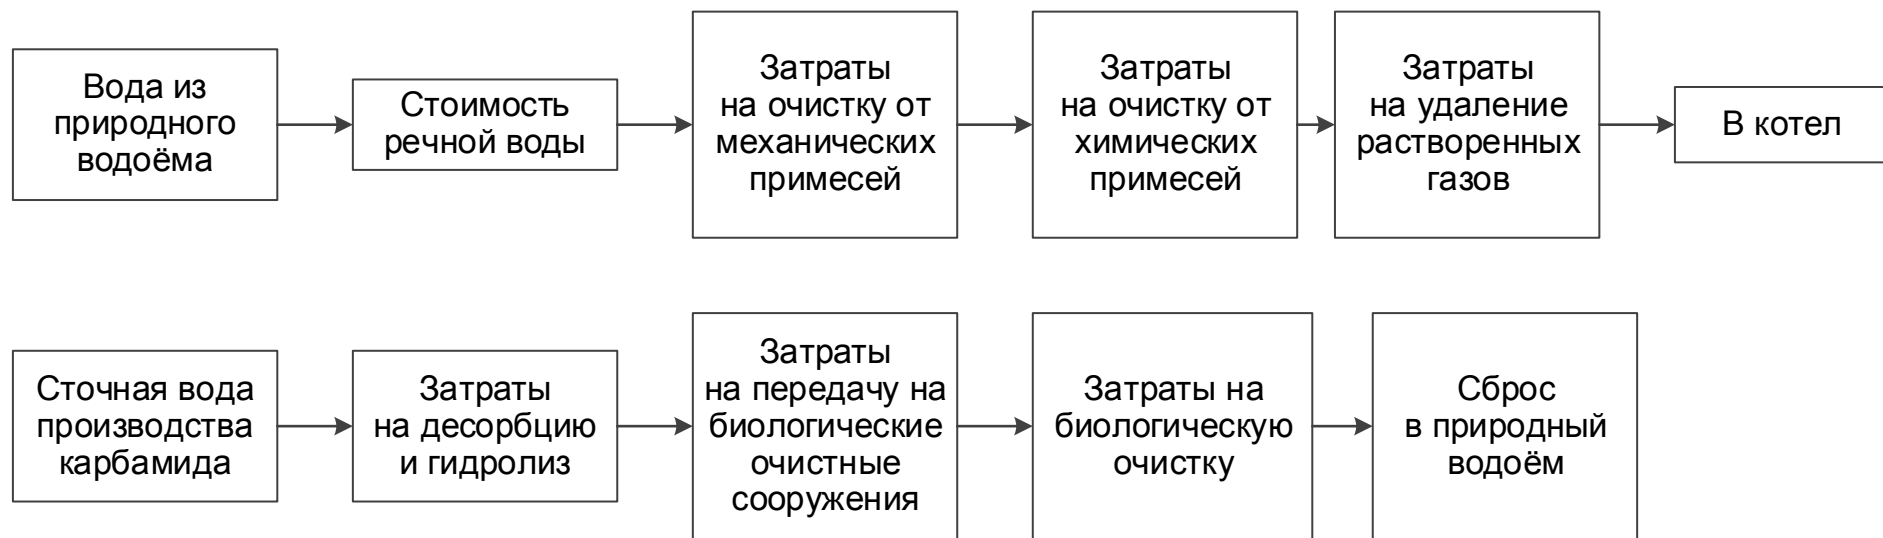 Вода из
природного
водоёма
Стоимость
речной воды
Затраты
на очистку от
механических
примесей
Затраты
на очистку от
химических
примесей
Затраты
на удаление
растворенных
газов
В котел
Сточная вода
производства
карбамида
Затраты
на десорбцию
и гидролиз
Затраты
на передачу на
биологические
очистные
сооружения
Затраты на
биологическую
очистку
Сброс
в природный
водоём